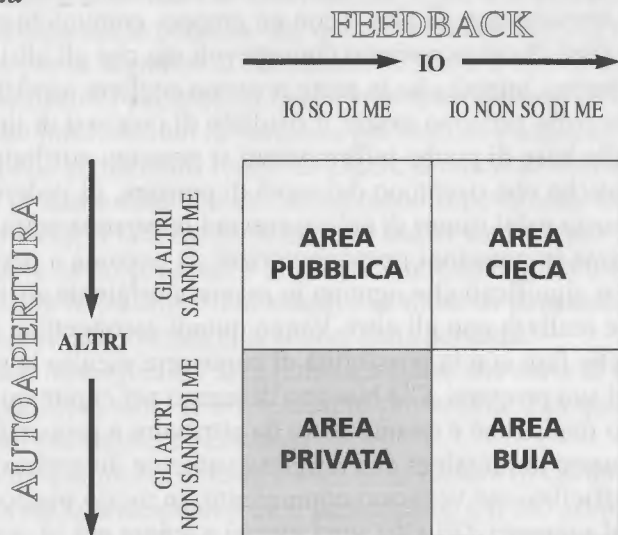 FEEDBACK
IO
IO SO DI ME
IO NON SO DI ME
AUTOAPERTURA
ALTRI
GLI ALTRI
SANNO DI ME
GLI ALTRI
NON SANNO DI ME
AREA
PUBBLICA
AREA
CIECA
AREA
PRIVATA
AREA
BUIA